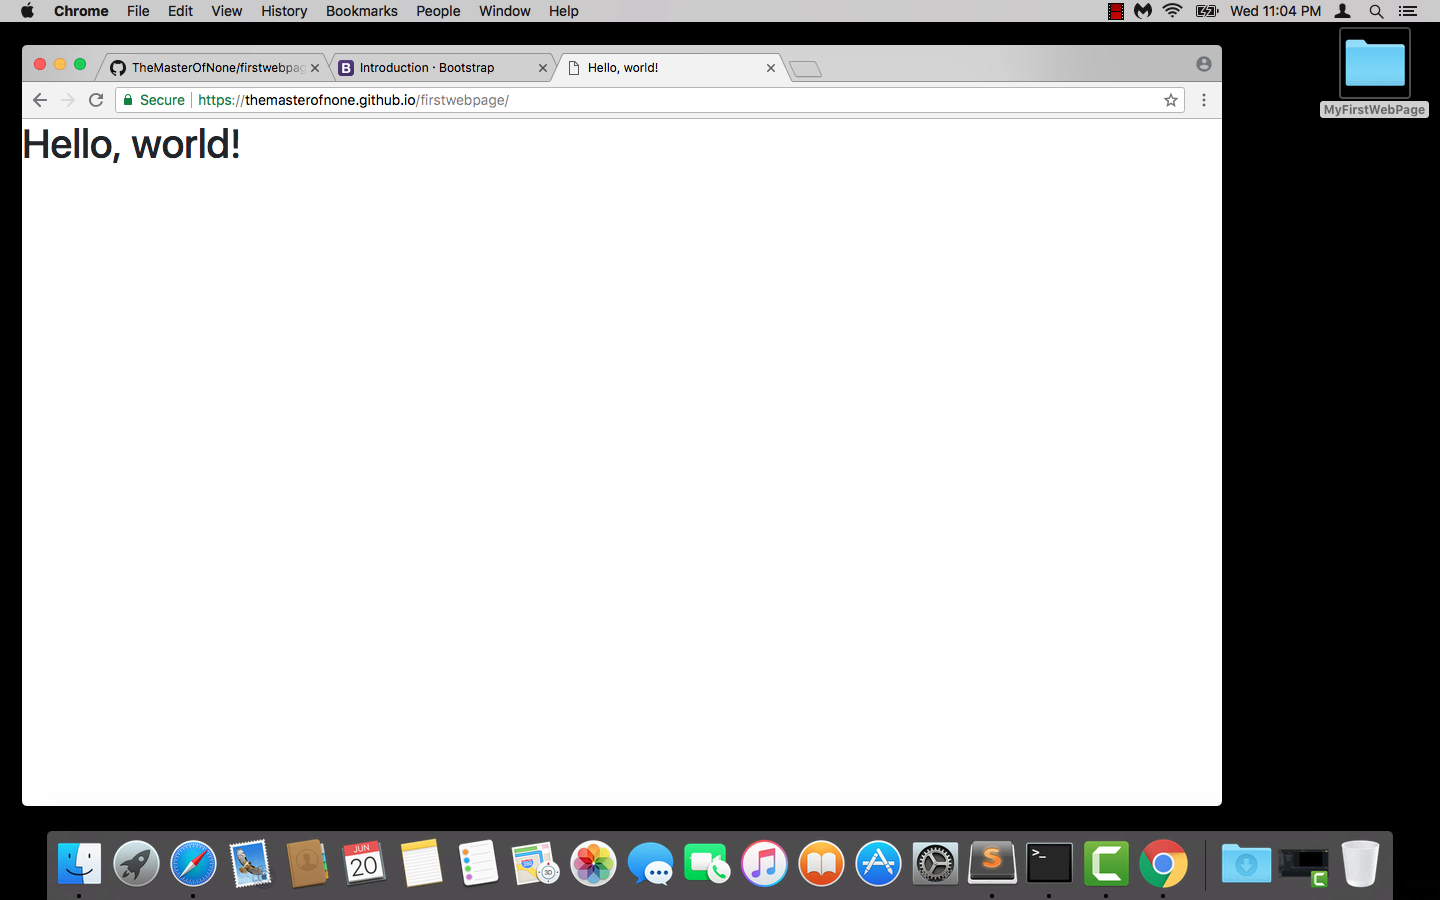 Chrome File Edit View History Bookmarks People Window Help Wed 11:04 PM
MyFirstWebPage
TheMasterOfNone/firstwebpag Introduction · Bootstrap Hello, world!
Secure https://themasterofnone.github.io/firstwebpage/
Hello, world!
JUN
20